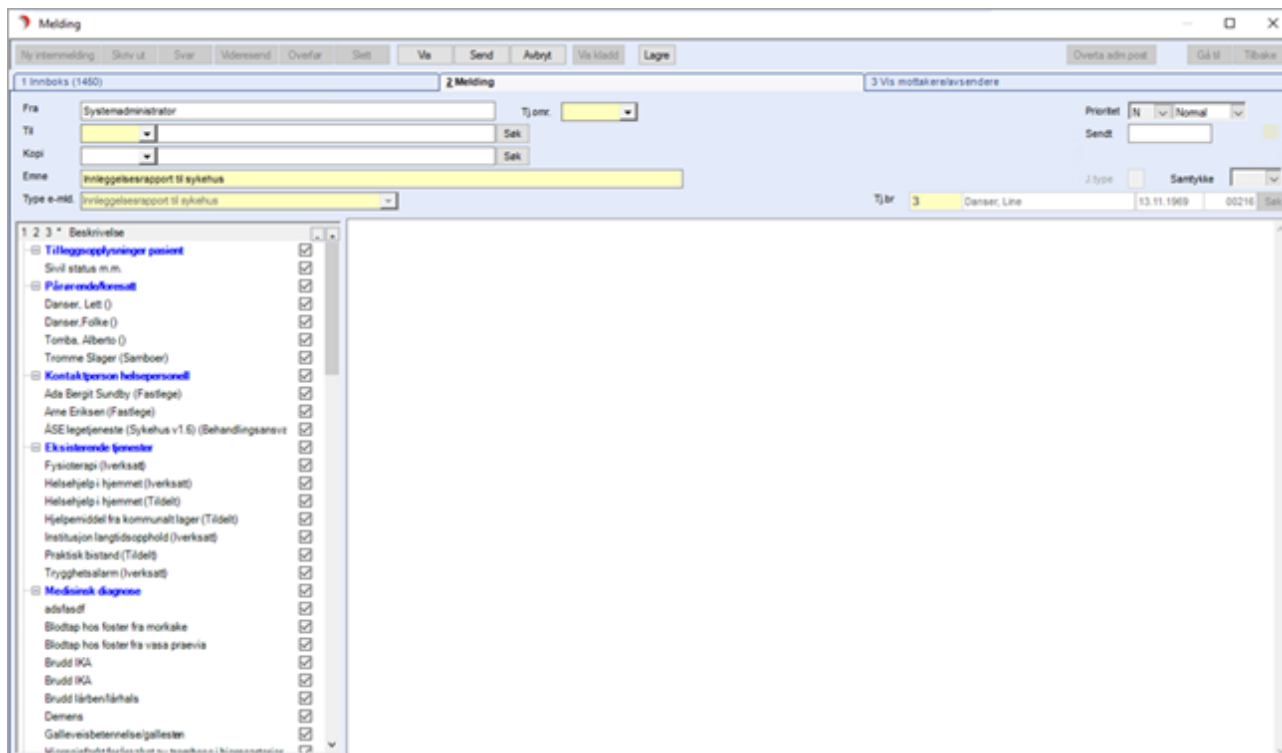 Melding
Ny internmelding Skriv ut Svar Videresend Overfør Slett Vis Send Avbryt Vis kladd Lagre Overta adm.post Gå til Tilbake
1 Innboks (1450) 2 Melding 3 Vis mottakere/avsendere
Fra Systemadministrator Tj.omr. Prioritet N Normal
Til Søk Sendt
Kopi Søk
Emne Innleggelsesrapport til sykehus J.type Samtykke
Type e-mld. Innleggelsesrapport til sykehus Tj.br 3 Danser, Line 13.11.1969 00216 Søk
1 2 3 * Beskrivelse
Tilleggsopplysninger pasient
Sivil status m.m.
Pårørende/foresatt
Danser, Lett ()
Danser,Folke ()
Tomba, Alberto ()
Tromme Slager (Samboer)
Kontaktperson helsepersonell
Ada Bergit Sundby (Fastlege)
Arne Eriksen (Fastlege)
ÅSE legetjeneste (Sykehus v1.6) (Behandlingsansva
Eksisterende tjenester
Fysioterapi (Iverksatt)
Helsehjelp i hjemmet (Iverksatt)
Helsehjelp i hjemmet (Tildelt)
Hjelpemiddel fra kommunalt lager (Tildelt)
Institusjon langtidsopphold (Iverksatt)
Praktisk bistand (Tildelt)
Trygghetsalarm (Iverksatt)
Medisinsk diagnose
adsfasdf
Blodtap hos foster fra morkake
Blodtap hos foster fra vasa praevia
Brudd IKA
Brudd IKA
Brudd lårben/lårhals
Demens
Galleveisbetennelse/gallesten